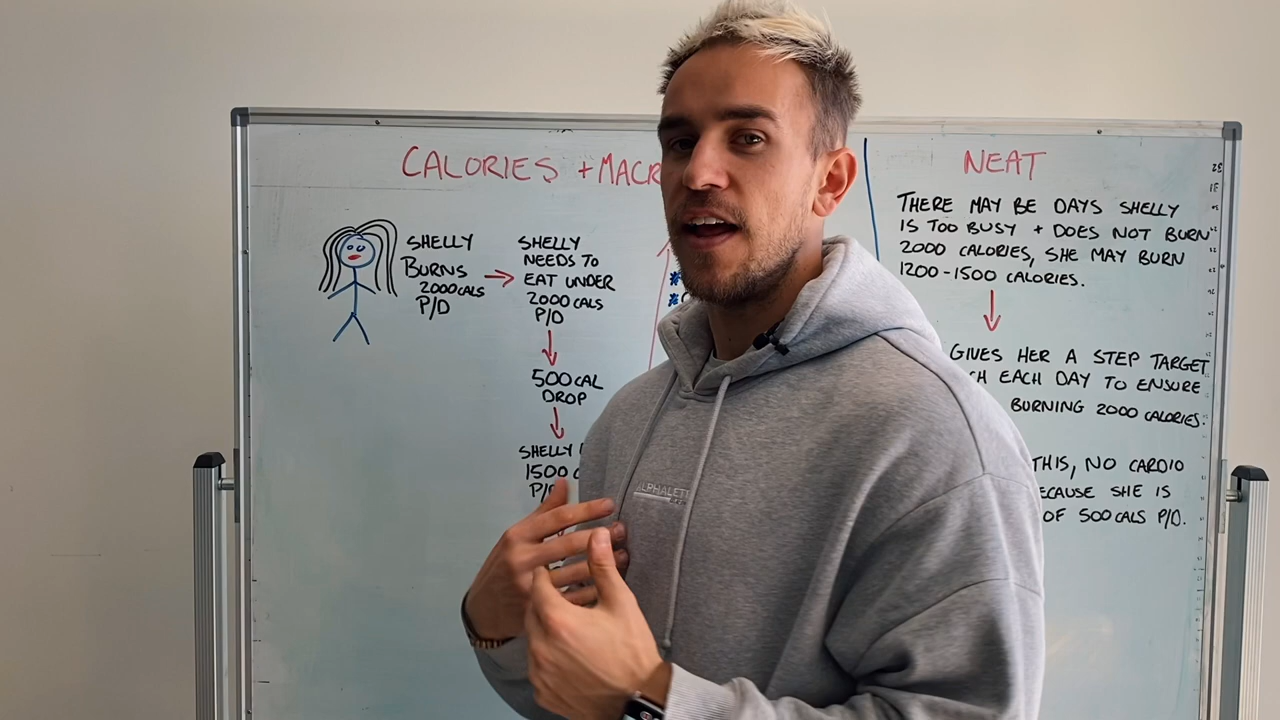 CALORIES + MACR
SHELLY
BURNS
2000 CALS
P/D
SHELLY
NEEDS TO
EAT UNDER
2000 CALS
P/D
500 CAL
DROP
SHELLY
1500
P/D
NEAT
THERE MAY BE DAYS SHELLY
IS TOO BUSY + DOES NOT BURN
2000 CALORIES, SHE MAY BURN
1200-1500 CALORIES.
GIVES HER A STEP TARGET
EACH DAY TO ENSURE
BURNING 2000 CALORIES.
THIS, NO CARDIO
ECAUSE SHE IS
OF 500 CALS P/D.